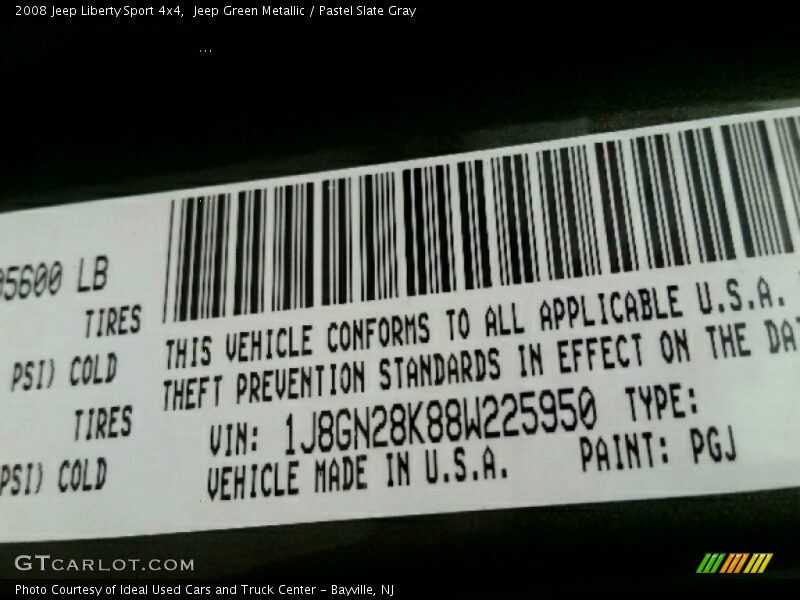 2008 Jeep Liberty Sport 4x4,  Jeep Green Metallic / Pastel Slate Gray
5600 LB
TIRES
PSI) COLD
TIRES
PSI) COLD
THIS VEHICLE CONFORMS TO ALL APPLICABLE U.S.A.
THEFT PREVENTION STANDARDS IN EFFECT ON THE
VIN: 1J8GN28K88W225950 TYPE:
VEHICLE MADE IN U.S.A. PAINT: PGJ
GTCARLOT.COM
Photo Courtesy of Ideal Used Cars and Truck Center - Bayville, NJ